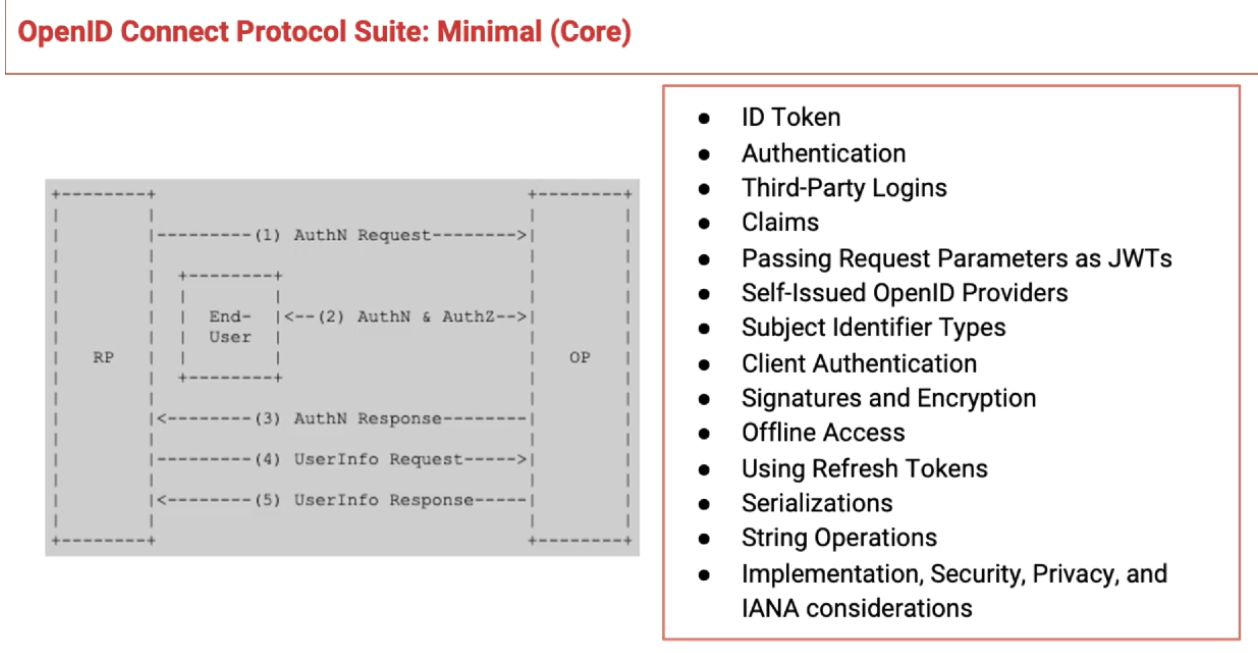 OpenID Connect Protocol Suite: Minimal (Core)
(1) AuthN Request
End-
User
(2) AuthN & AuthZ
RP
OP
(3) AuthN Response
(4) UserInfo Request
(5) UserInfo Response
● ID Token
● Authentication
● Third-Party Logins
● Claims
● Passing Request Parameters as JWTs
● Self-Issued OpenID Providers
● Subject Identifier Types
● Client Authentication
● Signatures and Encryption
● Offline Access
● Using Refresh Tokens
● Serializations
● String Operations
● Implementation, Security, Privacy, and
IANA considerations